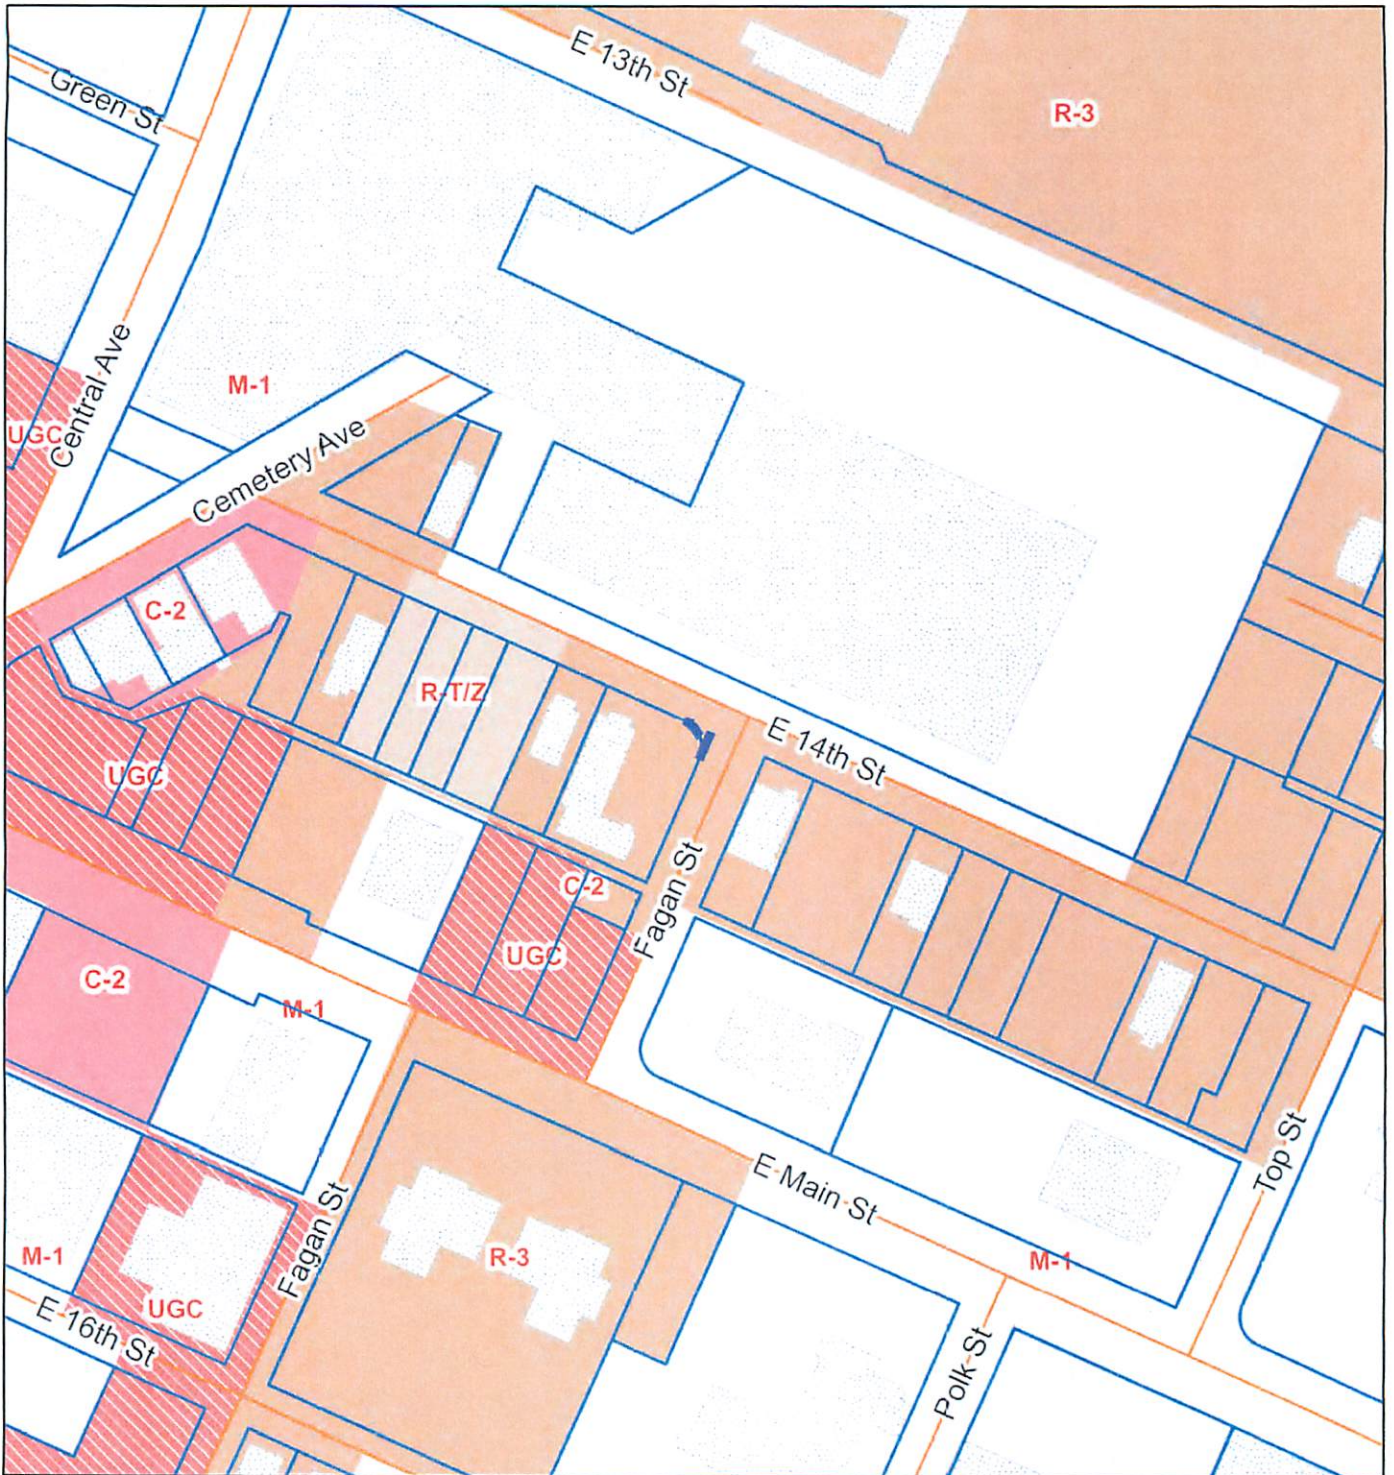 E 13th St
R-3
Green St
Central Ave
M-1
UGC
Cemetery Ave
C-2
R-T/Z
E 14th St
UGC
Fagan St
C-2
UGC
C-2
M-1
E Main St
Top St
Fagan St
R-3
M-1
M-1
UGC
E 16th St
Polk St